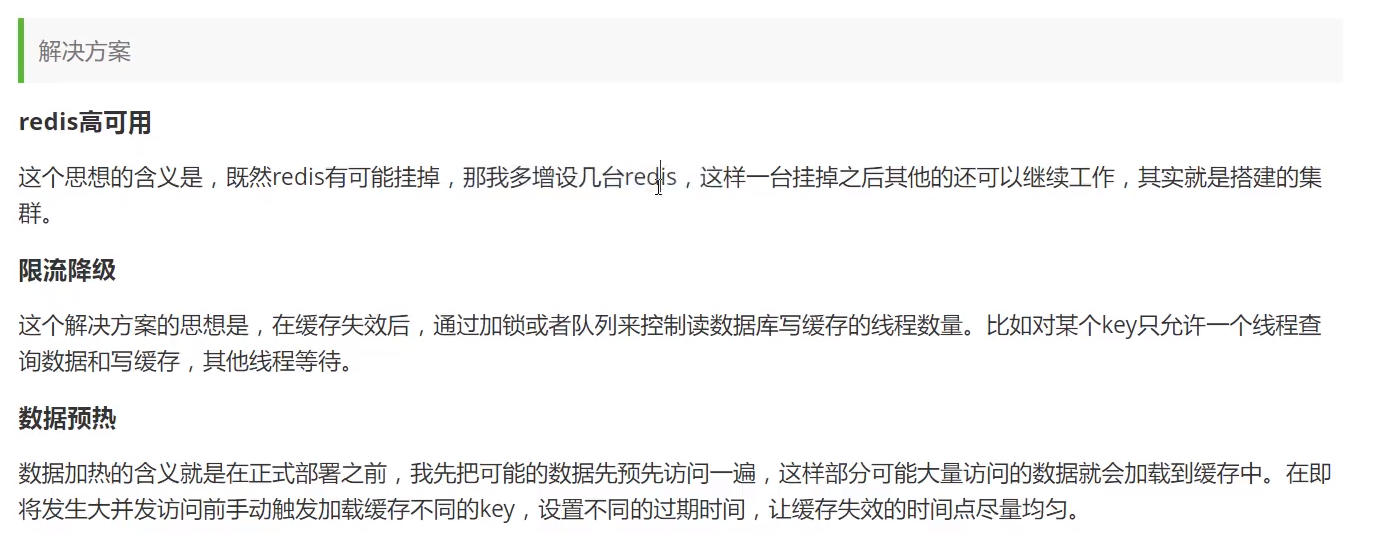 解决方案
redis高可用
这个思想的含义是，既然redis有可能挂掉，那我多增设几台redis，这样一台挂掉之后其他的还可以继续工作，其实就是搭建的集
群。
限流降级
这个解决方案的思想是，在缓存失效后，通过加锁或者队列来控制读数据库写缓存的线程数量。比如对某个key只允许一个线程查
询数据和写缓存，其他线程等待。
数据预热
数据加热的含义就是在正式部署之前，我先把可能的数据先预先访问一遍，这样部分可能大量访问的数据就会加载到缓存中。在即
将发生大并发访问前手动触发加载缓存不同的key，设置不同的过期时间，让缓存失效的时间点尽量均匀。